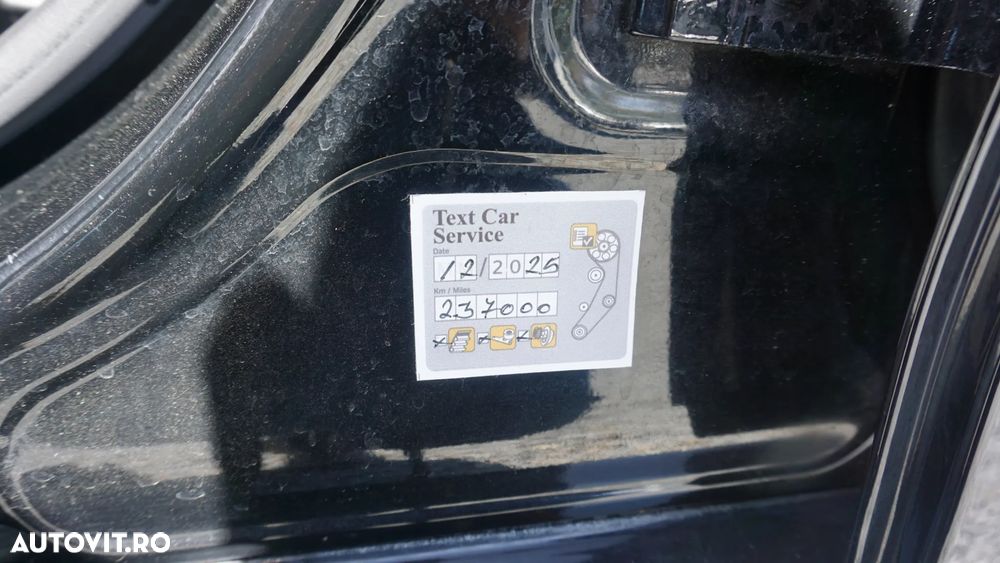 Text Car
Service
Date
12/2025
Km / Miles
237000
AUTOVIT.RO